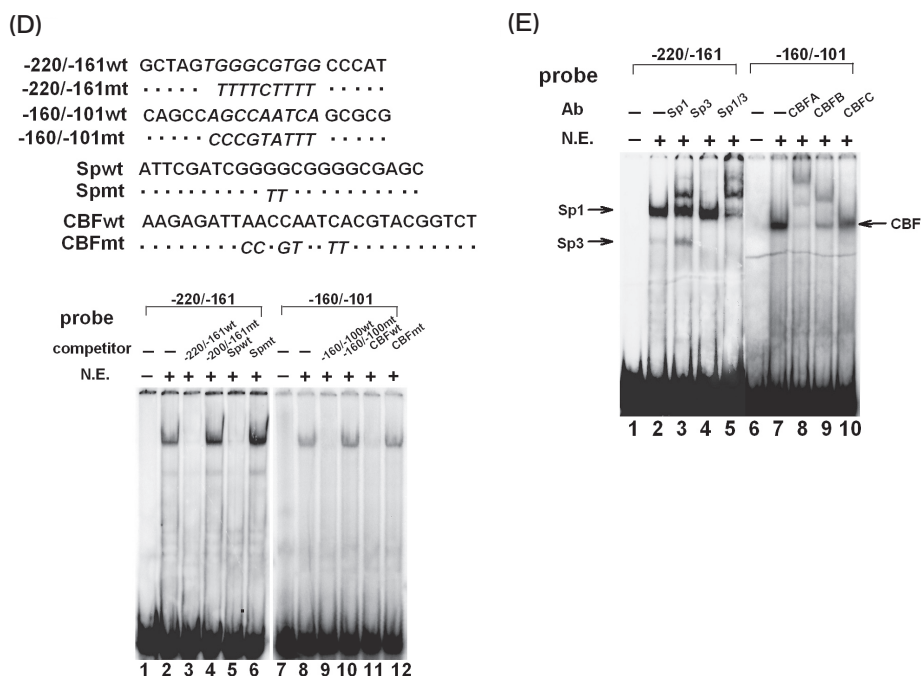 (D)
-220/-161wt GCTAGTGGGCGTGG CCCAT
-220/-161mt ····· TTTTCTTTT ·····
-160/-101wt CAGCCAGCCAATCA GCGCG
-160/-101mt ····· CCCGTATTT ·····
Spwt ATTCGATCGGGGCGGGGCGAGC
Spmt ·········· TT ··········
CBFwt AAGAGATTAACCAATCACGTACGGTCT
CBFmt ········ CC · GT ·· TT ·········
-220/-161 -160/-101
probe
competitor — — -220/-161wt -200/-161mt Spwt Spmt — — -160/-100wt -160/-100mt CBFwt CBFmt
N.E. — + + + + + — + + + + +
1 2 3 4 5 6 7 8 9 10 11 12
(E)
-220/-161 -160/-101
probe
Ab — — Sp1 Sp3 Sp1/3 — — CBFA CBFB CBFC
N.E. — + + + + — + + + +
Sp1
CBF
Sp3
1 2 3 4 5 6 7 8 9 10